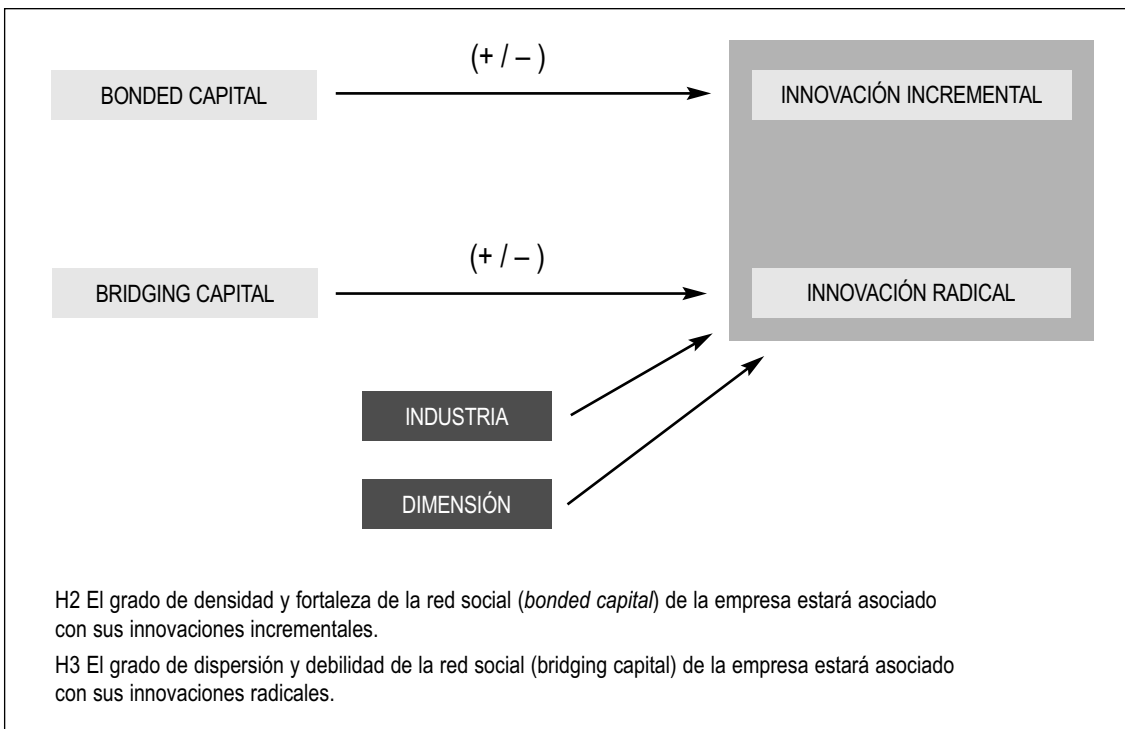 (+ / – )
BONDED CAPITAL
INNOVACIÓN INCREMENTAL
(+ / – )
BRIDGING CAPITAL
INNOVACIÓN RADICAL
INDUSTRIA
DIMENSIÓN
H2 El grado de densidad y fortaleza de la red social (bonded capital) de la empresa estará asociado
con sus innovaciones incrementales.
H3 El grado de dispersión y debilidad de la red social (bridging capital) de la empresa estará asociado
con sus innovaciones radicales.